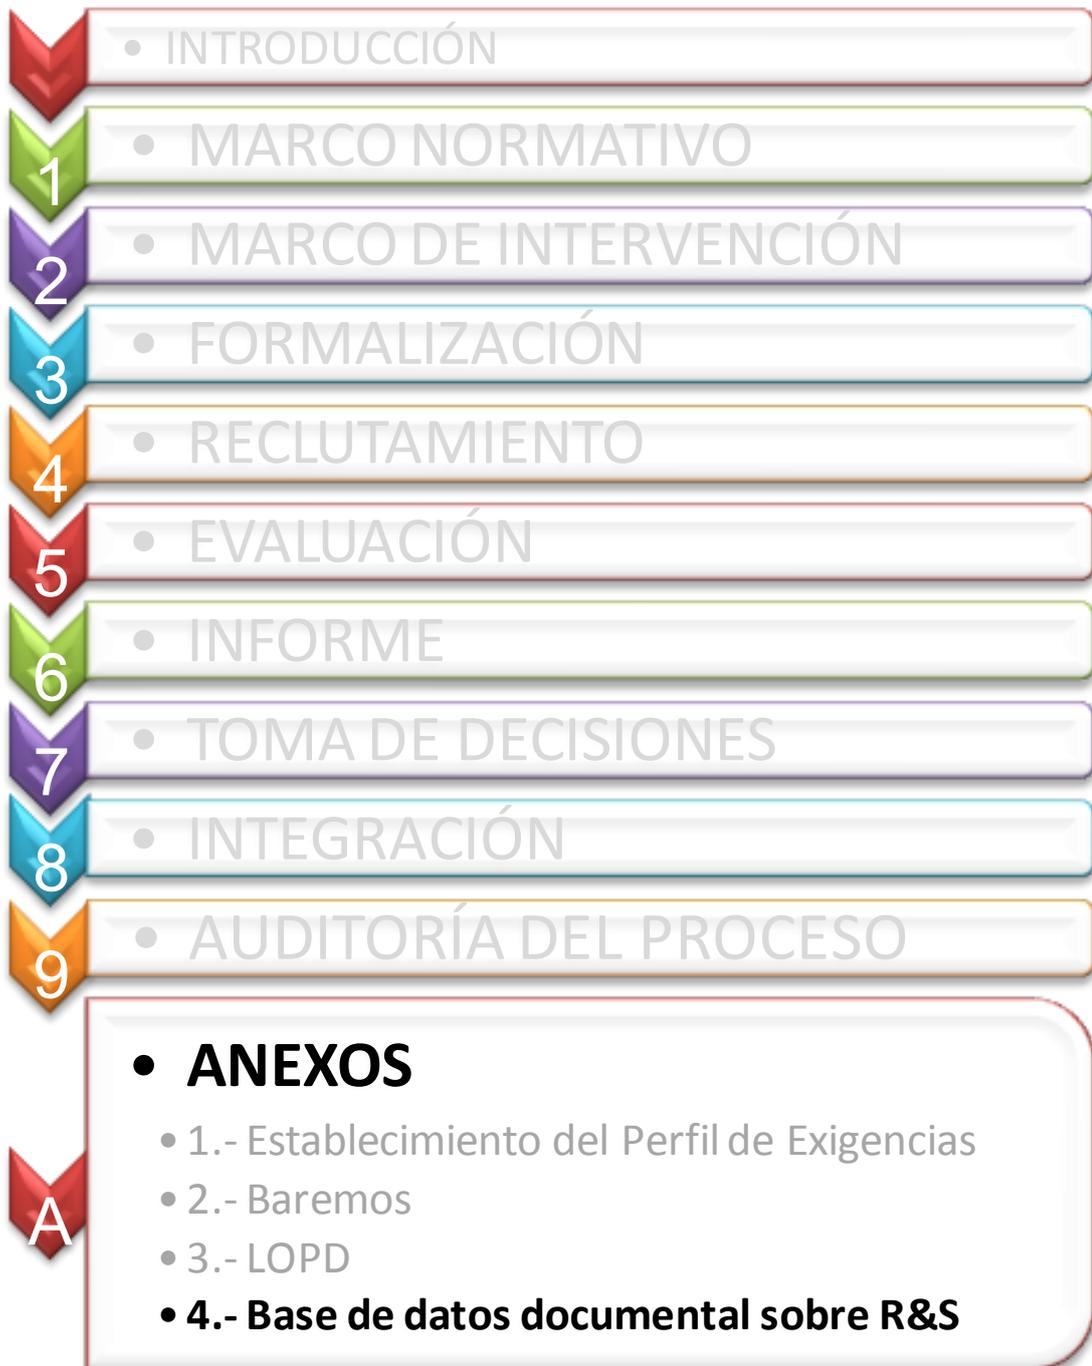 • INTRODUCCIÓN
1 • MARCO NORMATIVO
2 • MARCO DE INTERVENCIÓN
3 • FORMALIZACIÓN
4 • RECLUTAMIENTO
5 • EVALUACIÓN
6 • INFORME
7 • TOMA DE DECISIONES
8 • INTEGRACIÓN
9 • AUDITORÍA DEL PROCESO
A • ANEXOS
• 1.- Establecimiento del Perfil de Exigencias
• 2.- Baremos
• 3.- LOPD
• 4.- Base de datos documental sobre R&S